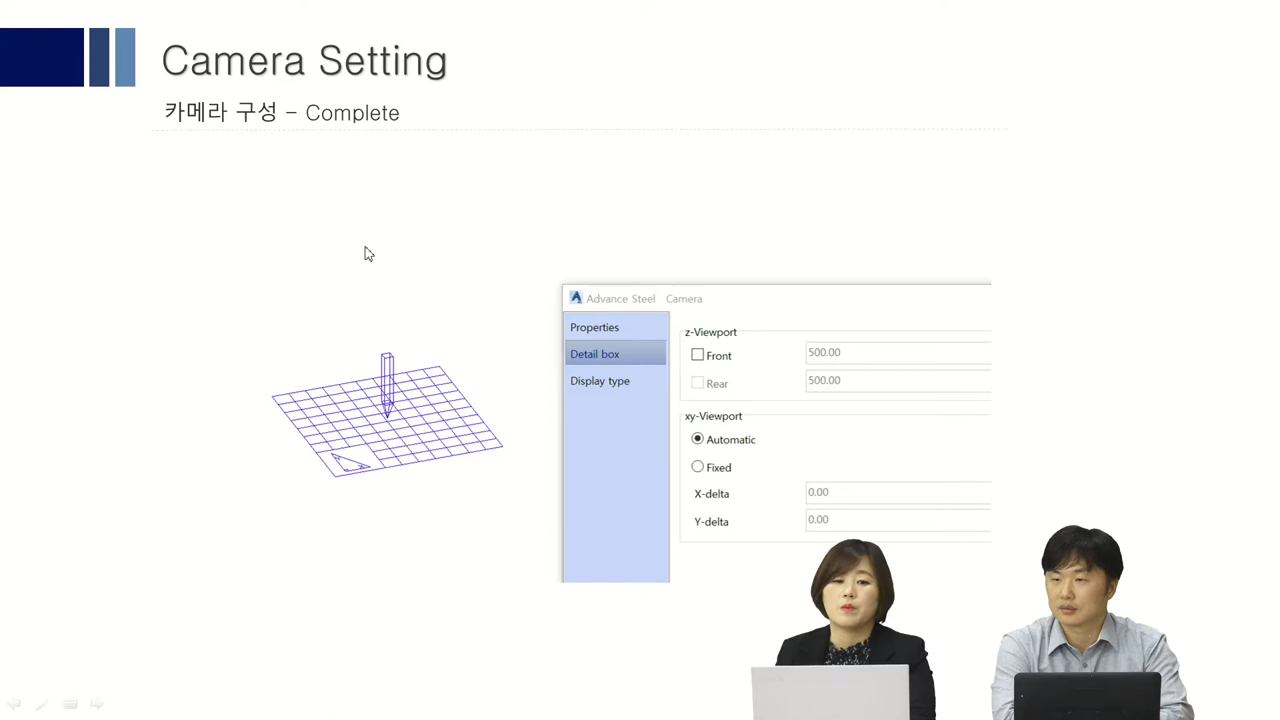 Camera Setting
카메라 구성 – Complete
Advance Steel Camera
Properties
Detail box
Display type
z-Viewport
Front 500.00
Rear 500.00
xy-Viewport
Automatic
Fixed
X-delta 0.00
Y-delta 0.00